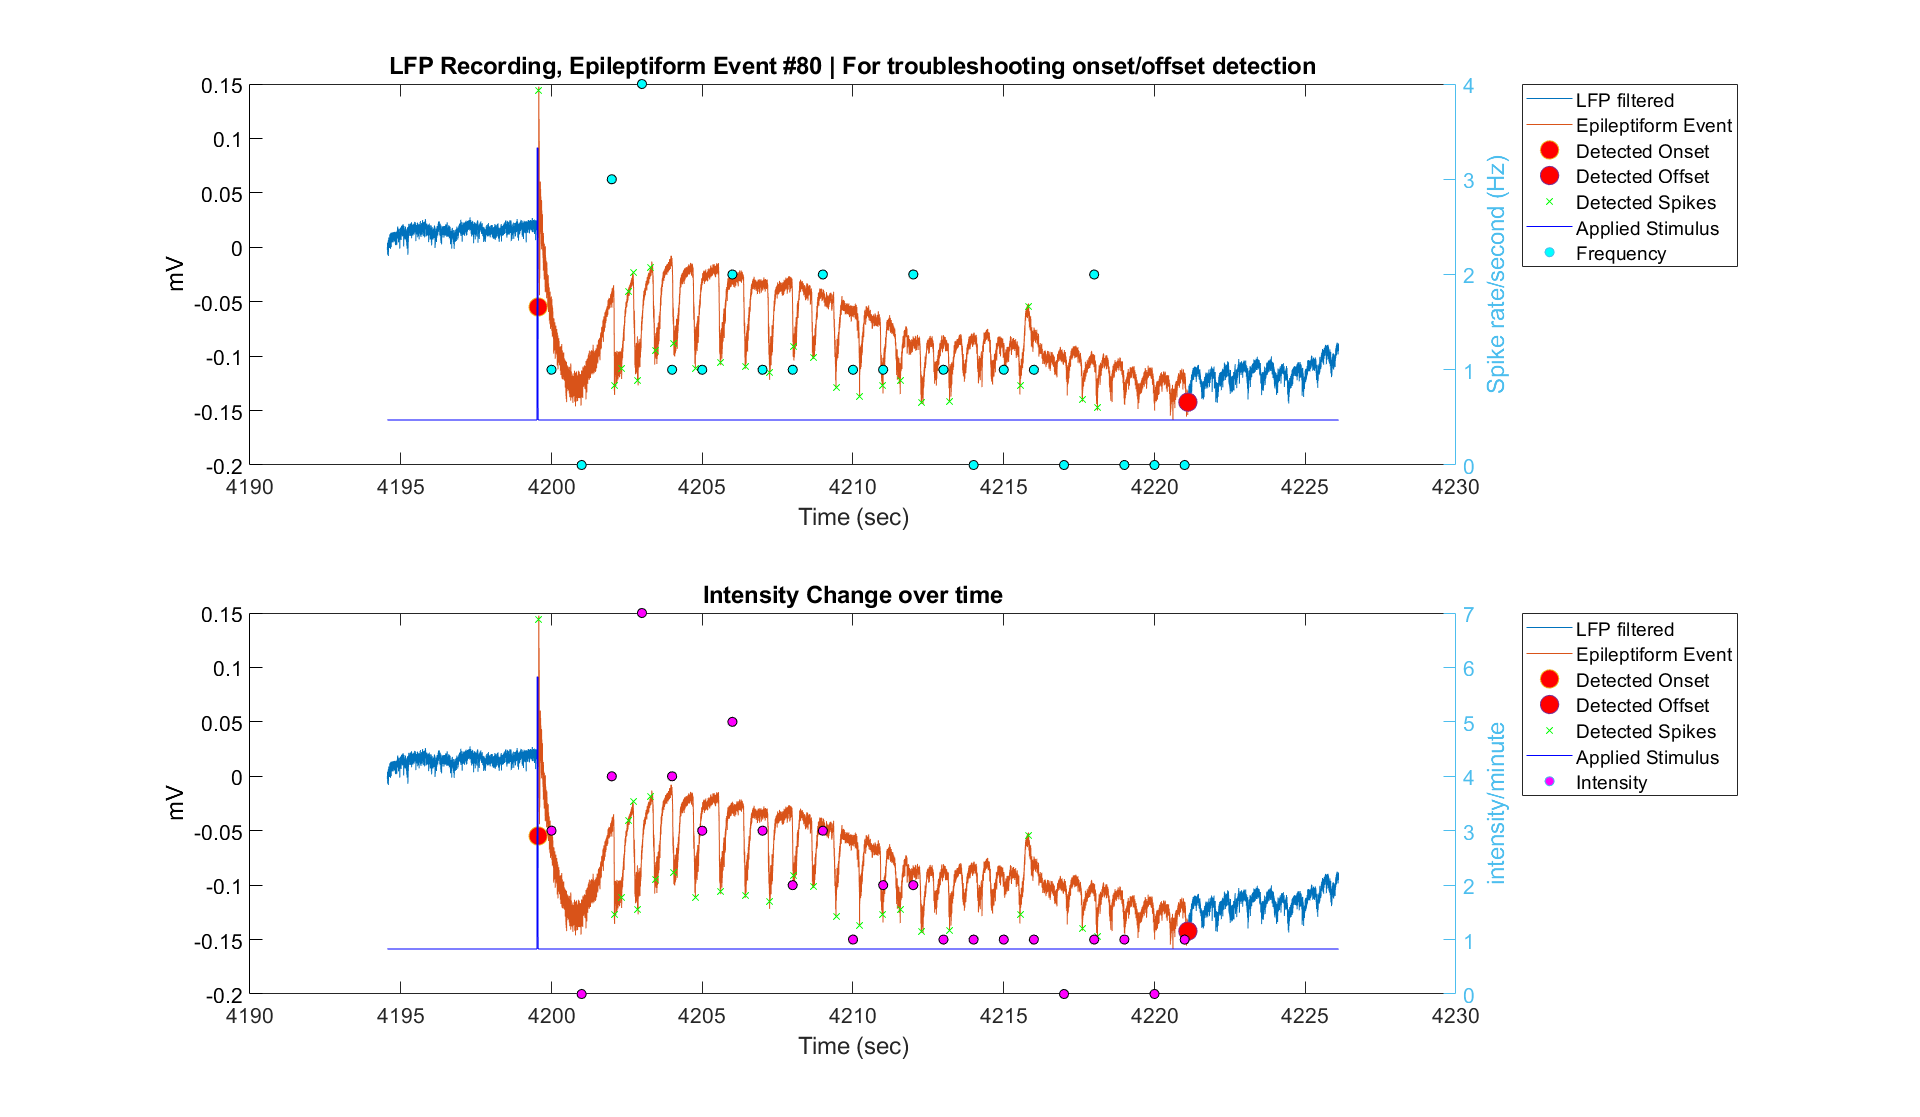 LFP Recording, Epileptiform Event #80 | For troubleshooting onset/offset detection
0.15
0.1
0.05
0
-0.05
-0.1
-0.15
-0.2
mV
4190
4195
4200
4205
4210
4215
4220
4225
4230
Time (sec)
4
3
2
1
0
Spike rate/second (Hz)
LFP filtered
Epileptiform Event
Detected Onset
Detected Offset
Detected Spikes
Applied Stimulus
Frequency
Intensity Change over time
0.15
0.1
0.05
0
-0.05
-0.1
-0.15
-0.2
mV
4190
4195
4200
4205
4210
4215
4220
4225
4230
Time (sec)
7
6
5
4
3
2
1
0
intensity/minute
LFP filtered
Epileptiform Event
Detected Onset
Detected Offset
Detected Spikes
Applied Stimulus
Intensity